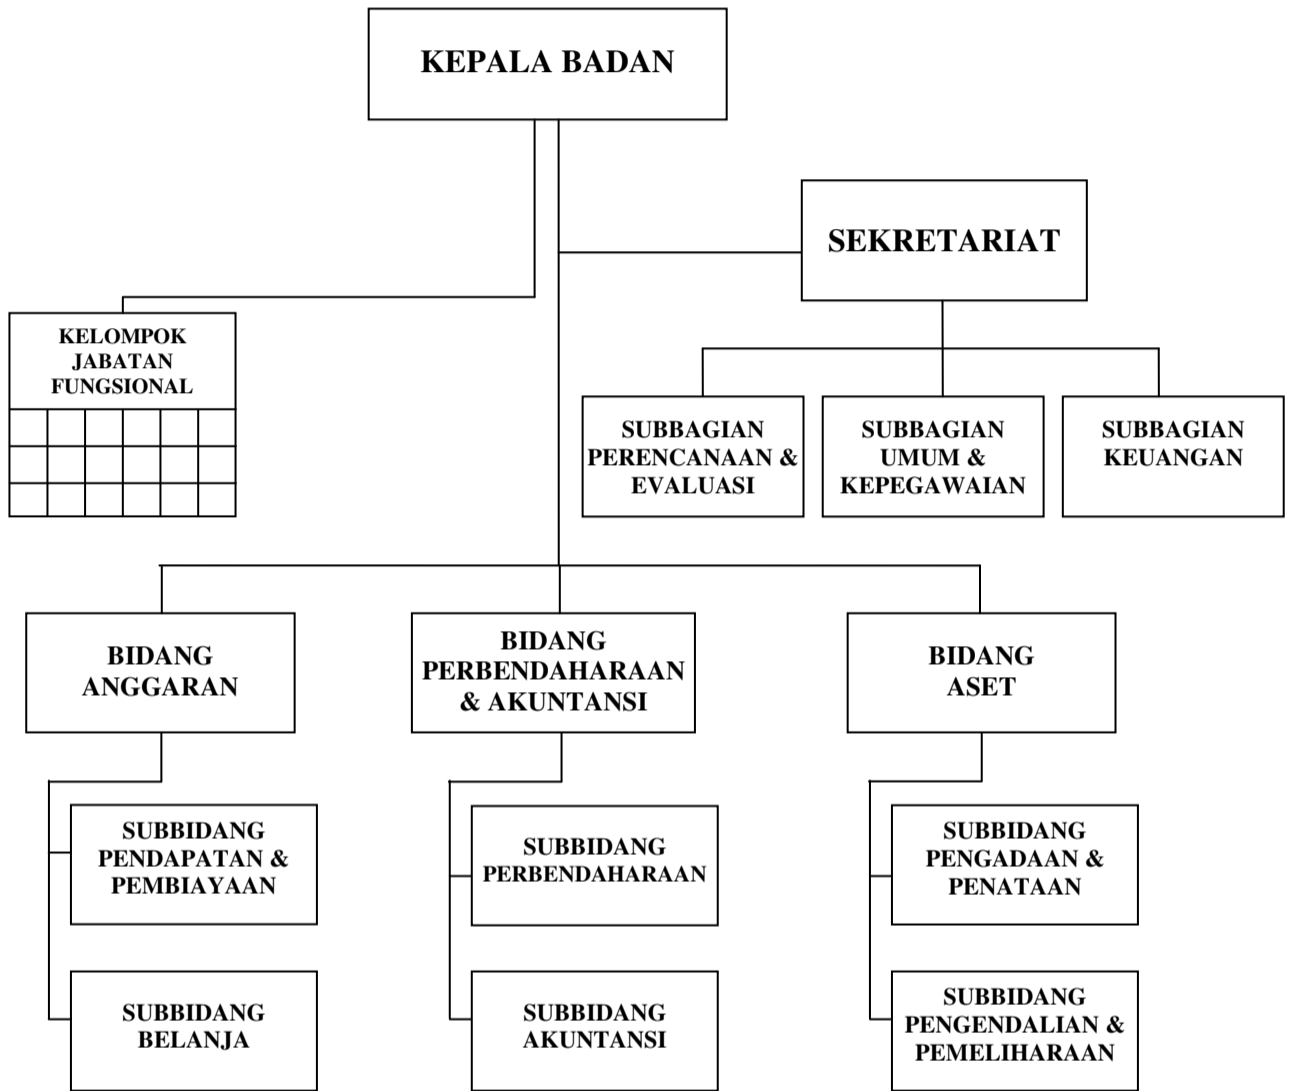 KEPALA BADAN
SEKRETARIAT
KELOMPOK
JABATAN
FUNGSIONAL
SUBBAGIAN
PERENCANAAN &
EVALUASI
SUBBAGIAN
UMUM &
KEPEGAWAIAN
SUBBAGIAN
KEUANGAN
BIDANG
ANGGARAN
BIDANG
PERBENDAHARAAN
& AKUNTANSI
BIDANG
ASET
SUBBIDANG
PENDAPATAN &
PEMBIAYAAN
SUBBIDANG
PERBENDAHARAAN
SUBBIDANG
PENGADAAN &
PENATAAN
SUBBIDANG
BELANJA
SUBBIDANG
AKUNTANSI
SUBBIDANG
PENGENDALIAN &
PEMELIHARAAN